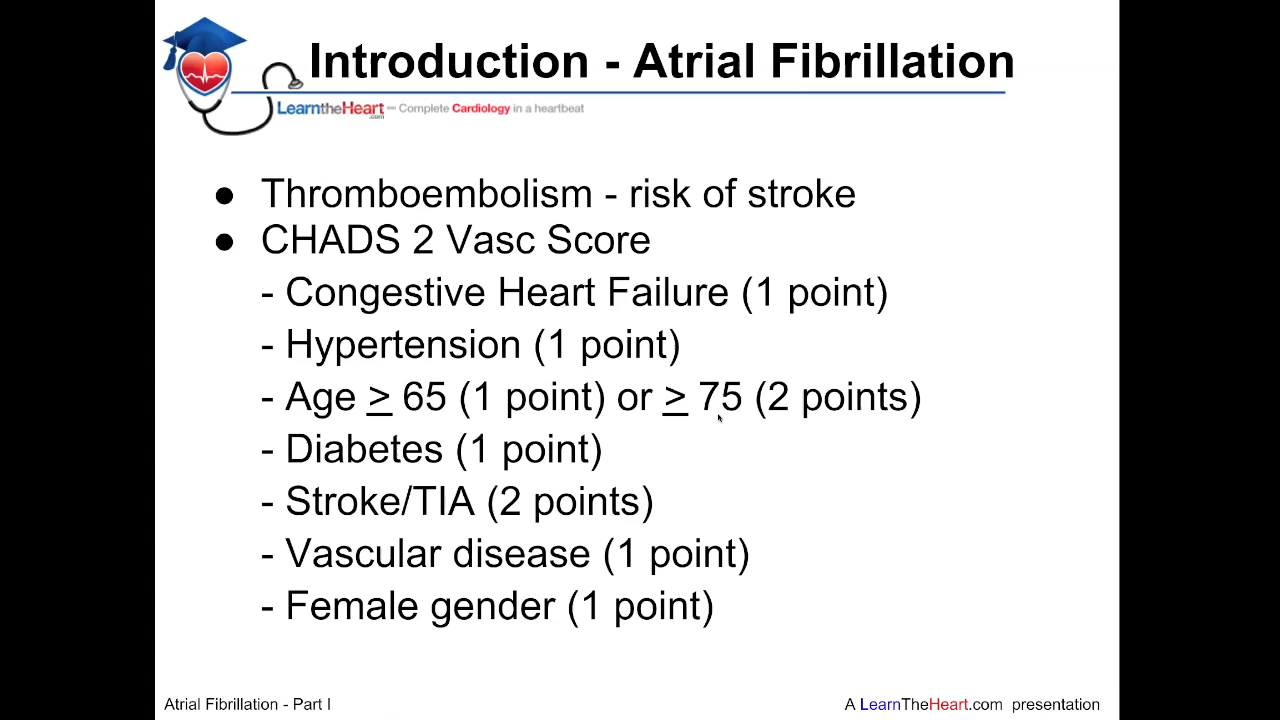 Introduction - Atrial Fibrillation
LearntheHeart.com — Complete Cardiology in a heartbeat
● Thromboembolism - risk of stroke
● CHADS 2 Vasc Score
- Congestive Heart Failure (1 point)
- Hypertension (1 point)
- Age ≥ 65 (1 point) or ≥ 75 (2 points)
- Diabetes (1 point)
- Stroke/TIA (2 points)
- Vascular disease (1 point)
- Female gender (1 point)
Atrial Fibrillation - Part I
A LearnTheHeart.com presentation